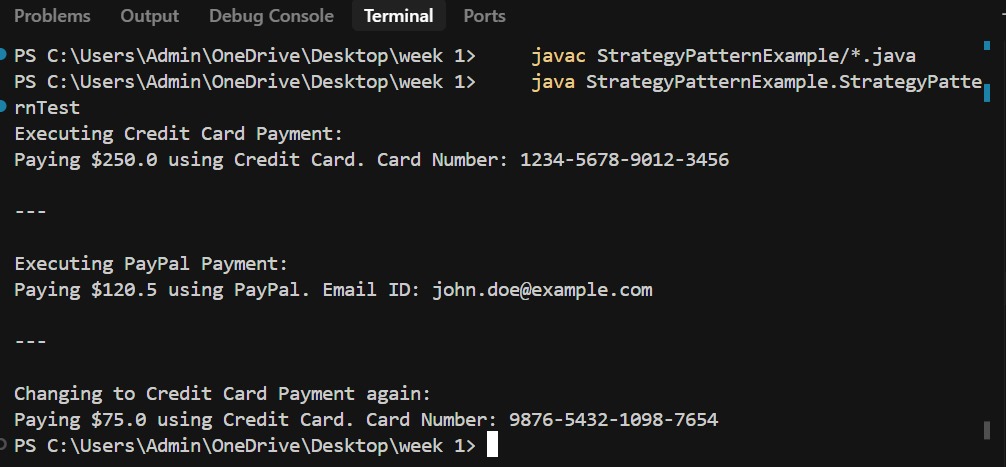 Problems Output Debug Console Terminal Ports
PS C:\Users\Admin\OneDrive\Desktop\week 1>     javac StrategyPatternExample/*.java
PS C:\Users\Admin\OneDrive\Desktop\week 1>     java StrategyPatternExample.StrategyPatte
rnTest
Executing Credit Card Payment:
Paying $250.0 using Credit Card. Card Number: 1234-5678-9012-3456
---
Executing PayPal Payment:
Paying $120.5 using PayPal. Email ID: john.doe@example.com
---
Changing to Credit Card Payment again:
Paying $75.0 using Credit Card. Card Number: 9876-5432-1098-7654
PS C:\Users\Admin\OneDrive\Desktop\week 1>